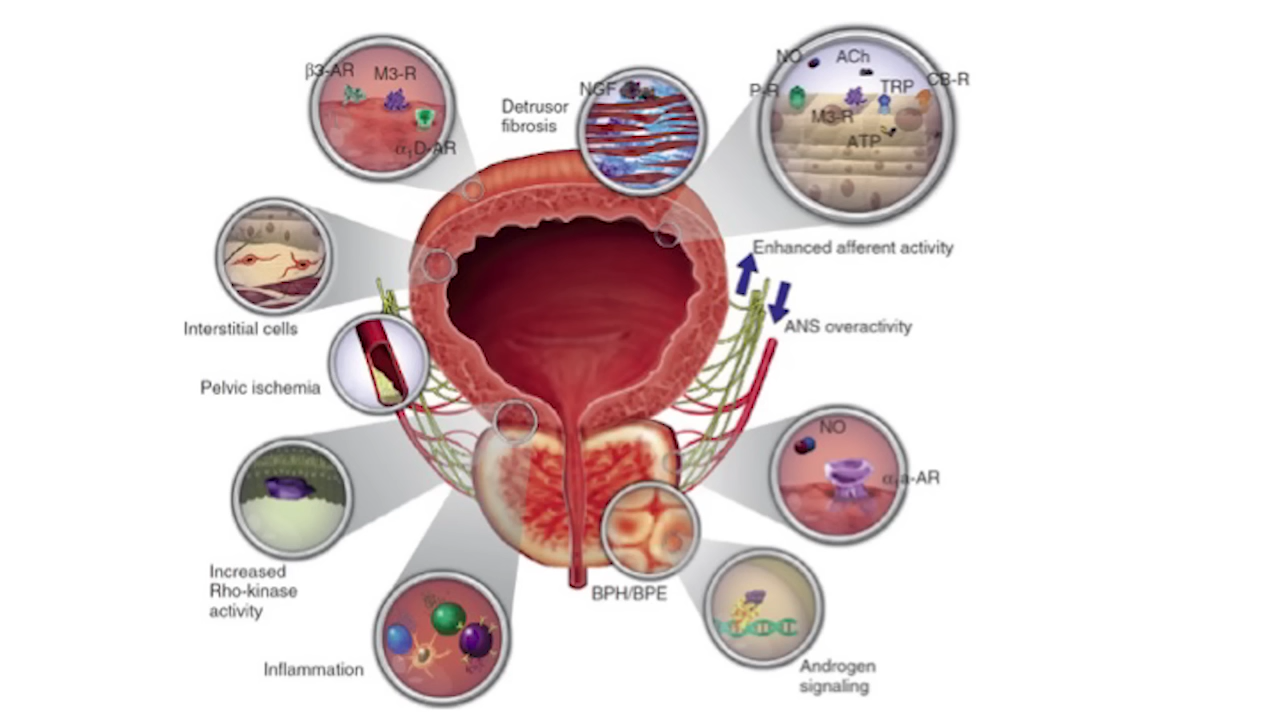 β3-AR
M3-R
α₁D-AR
Detrusor
fibrosis
NGF
NO
ACh
P-R
TRP
CB-R
M3-R
ATP
Enhanced afferent activity
ANS overactivity
Interstitial cells
Pelvic ischemia
NO
α₁a-AR
Increased
Rho-kinase
activity
BPH/BPE
Inflammation
Androgen
signaling